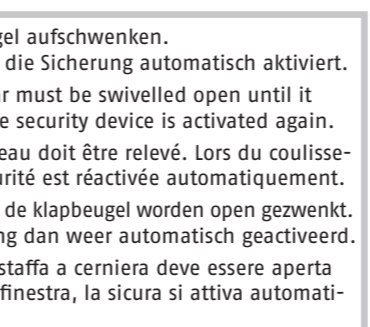 gel aufschwenken.
die Sicherung automatisch aktiviert.
r must be swivelled open until it
e security device is activated again.
eau doit être relevé. Lors du coulisse-
urité est réactivée automatiquement.
de klapbeugel worden open gezwenkt.
ng dan weer automatisch geactiveerd.
staffa a cerniera deve essere aperta
finestra, la sicura si attiva automati-